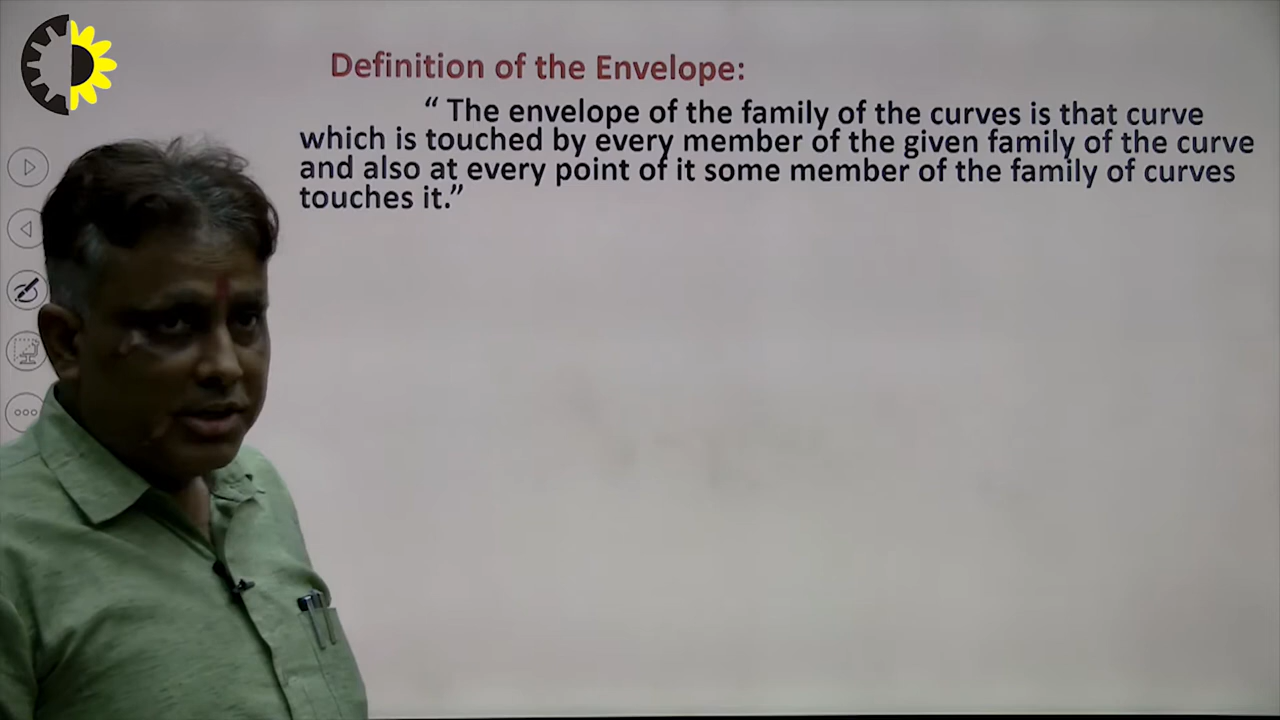 Definition of the Envelope:
“ The envelope of the family of the curves is that curve
which is touched by every member of the given family of the curve
and also at every point of it some member of the family of curves
touches it.”